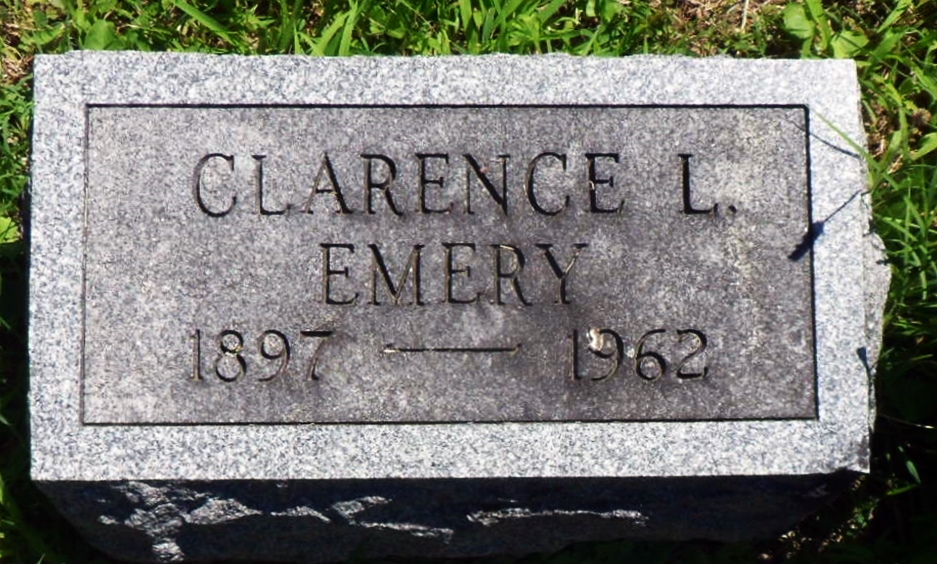 CLARENCE L.
EMERY
1897 — 1962